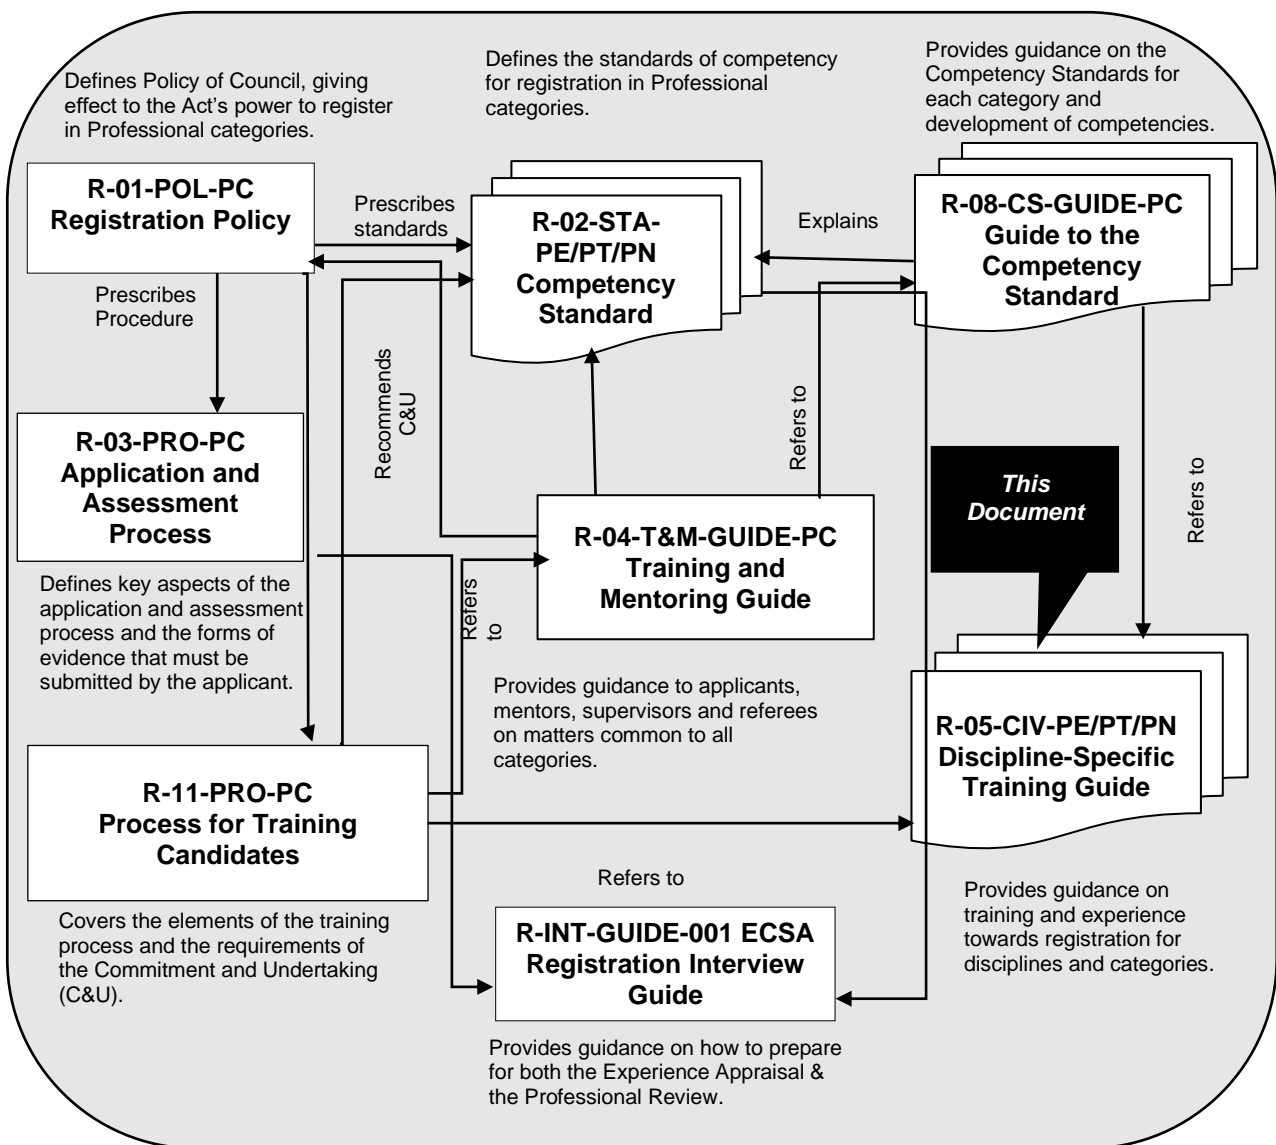 Defines Policy of Council, giving
effect to the Act's power to register
in Professional categories.
Defines the standards of competency
for registration in Professional
categories.
Provides guidance on the
Competency Standards for
each category and
development of competencies.
R-01-POL-PC
Registration Policy
Prescribes
standards
R-02-STA-
PE/PT/PN
Competency
Standard
Explains
R-08-CS-GUIDE-PC
Guide to the
Competency
Standard
Prescribes
Procedure
Recommends
C&U
Refers to
This
Document
Refers to
R-03-PRO-PC
Application and
Assessment
Process
R-04-T&M-GUIDE-PC
Training and
Mentoring Guide
Defines key aspects of the
application and assessment
process and the forms of
evidence that must be
submitted by the applicant.
Refers
to
Provides guidance to applicants,
mentors, supervisors and referees
on matters common to all
categories.
R-05-CIV-PE/PT/PN
Discipline-Specific
Training Guide
R-11-PRO-PC
Process for Training
Candidates
Refers to
Covers the elements of the training
process and the requirements of
the Commitment and Undertaking
(C&U).
R-INT-GUIDE-001 ECSA
Registration Interview
Guide
Provides guidance on
training and experience
towards registration for
disciplines and categories.
Provides guidance on how to prepare
for both the Experience Appraisal &
the Professional Review.